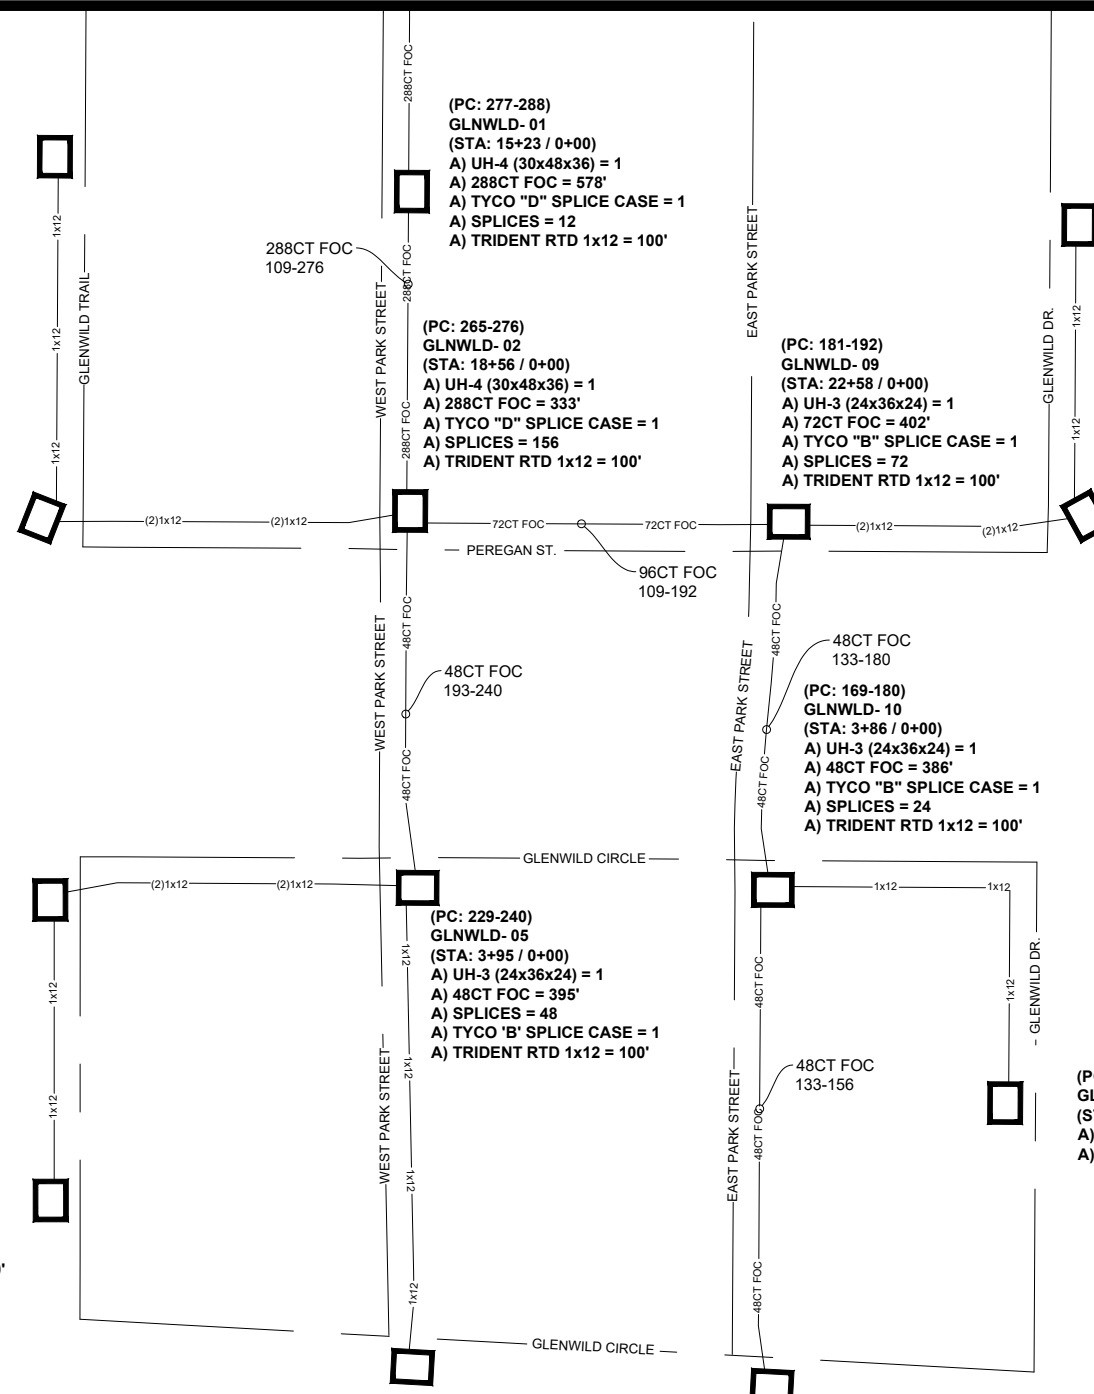 288CT FOC
(PC: 277-288)
GLNWLD- 01
(STA: 15+23 / 0+00)
A) UH-4 (30x48x36) = 1
A) 288CT FOC = 578'
A) TYCO "D" SPLICE CASE = 1
A) SPLICES = 12
A) TRIDENT RTD 1x12 = 100'
1x12
1x12
1x12
GLENWILD TRAIL
288CT FOC
109-276
288CT FOC
WEST PARK STREET
EAST PARK STREET
GLENWILD DR.
1x12
1x12
(PC: 265-276)
GLNWLD- 02
(STA: 18+56 / 0+00)
A) UH-4 (30x48x36) = 1
A) 288CT FOC = 333'
A) TYCO "D" SPLICE CASE = 1
A) SPLICES = 156
A) TRIDENT RTD 1x12 = 100'
288CT FOC
(PC: 181-192)
GLNWLD- 09
(STA: 22+58 / 0+00)
A) UH-3 (24x36x24) = 1
A) 72CT FOC = 402'
A) TYCO "B" SPLICE CASE = 1
A) SPLICES = 72
A) TRIDENT RTD 1x12 = 100'
(2)1x12
(2)1x12
72CT FOC
72CT FOC
(2)1x12
(2)1x12
PEREGAN ST.
96CT FOC
109-192
48CT FOC
48CT FOC
WEST PARK STREET
EAST PARK STREET
48CT FOC
193-240
48CT FOC
133-180
48CT FOC
48CT FOC
(PC: 169-180)
GLNWLD- 10
(STA: 3+86 / 0+00)
A) UH-3 (24x36x24) = 1
A) 48CT FOC = 386'
A) TYCO "B" SPLICE CASE = 1
A) SPLICES = 24
A) TRIDENT RTD 1x12 = 100'
GLENWILD CIRCLE
(2)1x12
(2)1x12
1x12
1x12
(PC: 229-240)
GLNWLD- 05
(STA: 3+95 / 0+00)
A) UH-3 (24x36x24) = 1
A) 48CT FOC = 395'
A) SPLICES = 48
A) TYCO 'B' SPLICE CASE = 1
A) TRIDENT RTD 1x12 = 100'
1x12
1x12
1x12
1x12
1x12
1x12
48CT FOC
1x12
GLENWILD DR.
WEST PARK STREET
EAST PARK STREET
48CT FOC
133-156
48CT FOC
48CT FOC
(S
A)
A)
GLENWILD CIRCLE